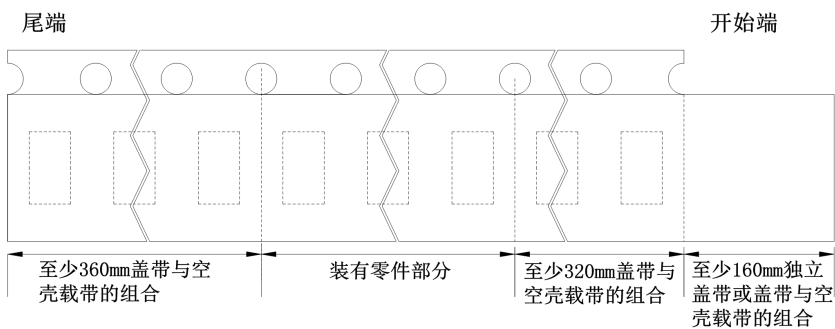 尾端
开始端
至少360mm盖带与空
壳载带的组合
装有零件部分
至少320mm盖带与
空壳载带的组合
至少160mm独立
盖带或盖带与空
壳载带的组合